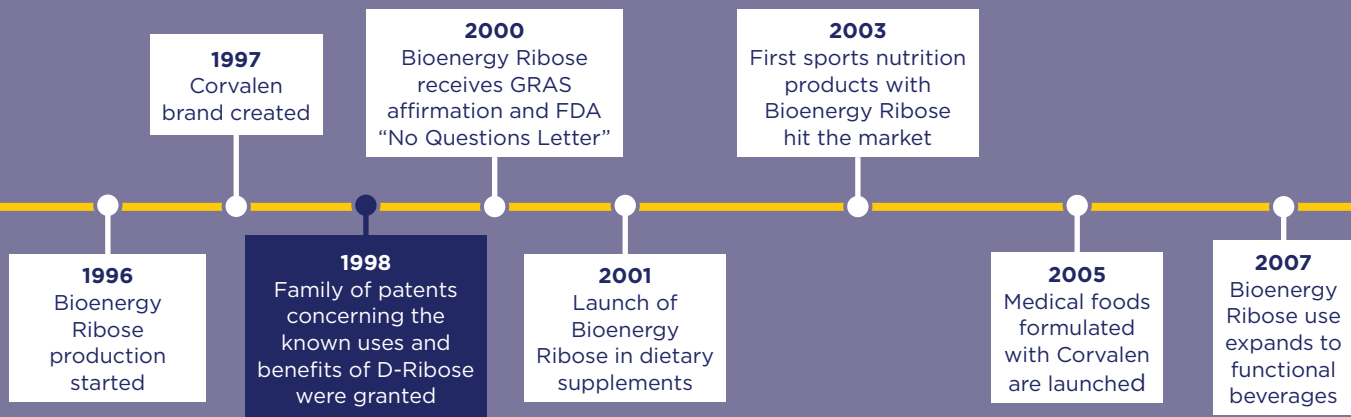 1996
Bioenergy
Ribose
production
started
1997
Corvalen
brand created
1998
Family of patents
concerning the
known uses and
benefits of D-Ribose
were granted
2000
Bioenergy Ribose
receives GRAS
affirmation and FDA
“No Questions Letter”
2001
Launch of
Bioenergy
Ribose in dietary
supplements
2003
First sports nutrition
products with
Bioenergy Ribose
hit the market
2005
Medical foods
formulated
with Corvalen
are launched
2007
Bioenergy
Ribose use
expands to
functional
beverages